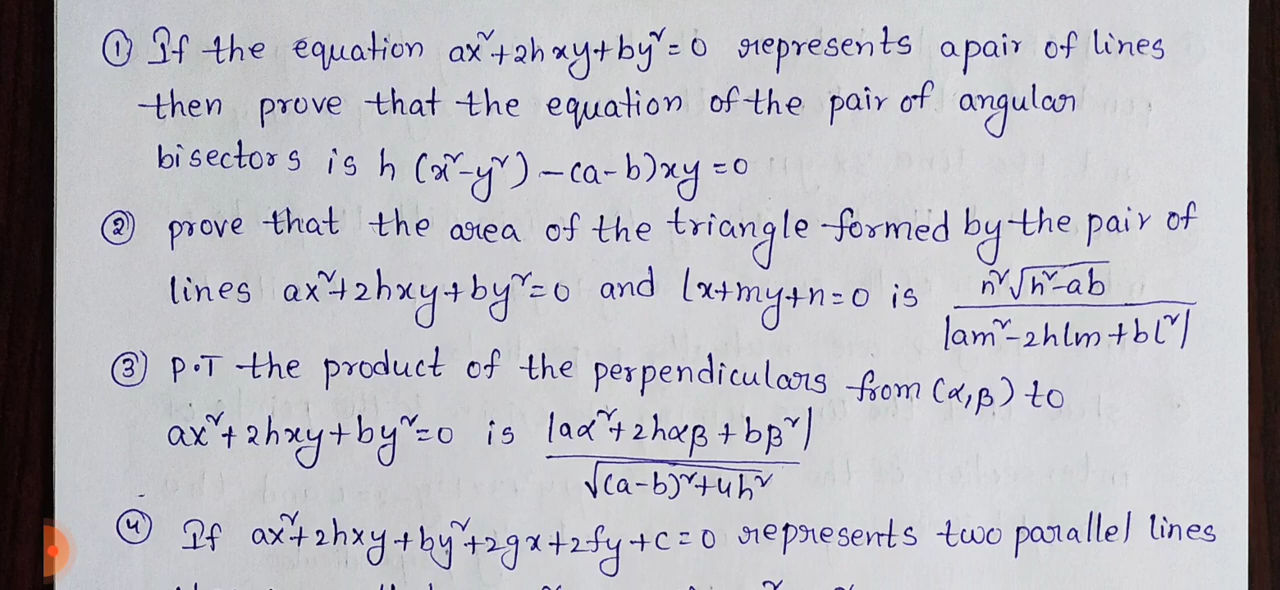 ① If the equation ax²+2hxy+by²=0 represents a pair of lines
then prove that the equation of the pair of angular
bisectors is h (x²-y²) -(a-b)xy=0
② prove that the area of the triangle formed by the pair of
lines ax²+2hxy+by²=0 and lx+my+n=0 is n²√h²-ab / |am²-2hlm+bl²|
③ P.T the product of the perpendiculars from (α,β) to
ax²+2hxy+by²=0 is |aα²+2hαβ+bβ²| / √(a-b)²+4h²
④ If ax²+2hxy+by²+2gx+2fy+c=0 represents two parallel lines